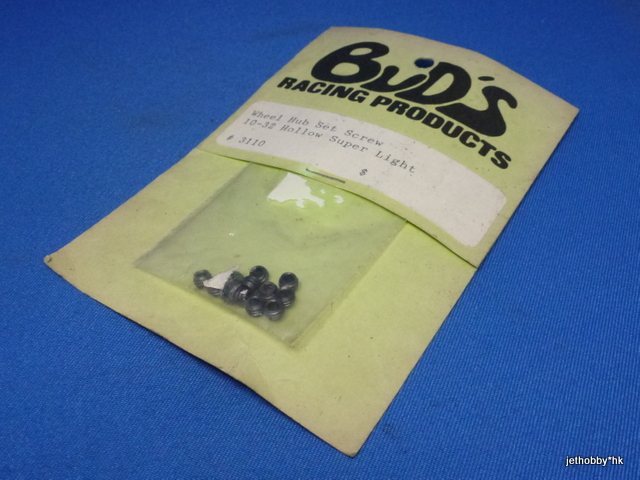 BUD'S
RACING PRODUCTS
Wheel Hub Set Screw
10-32 Hollow Super Light
# 3110
$
jethobby*hk